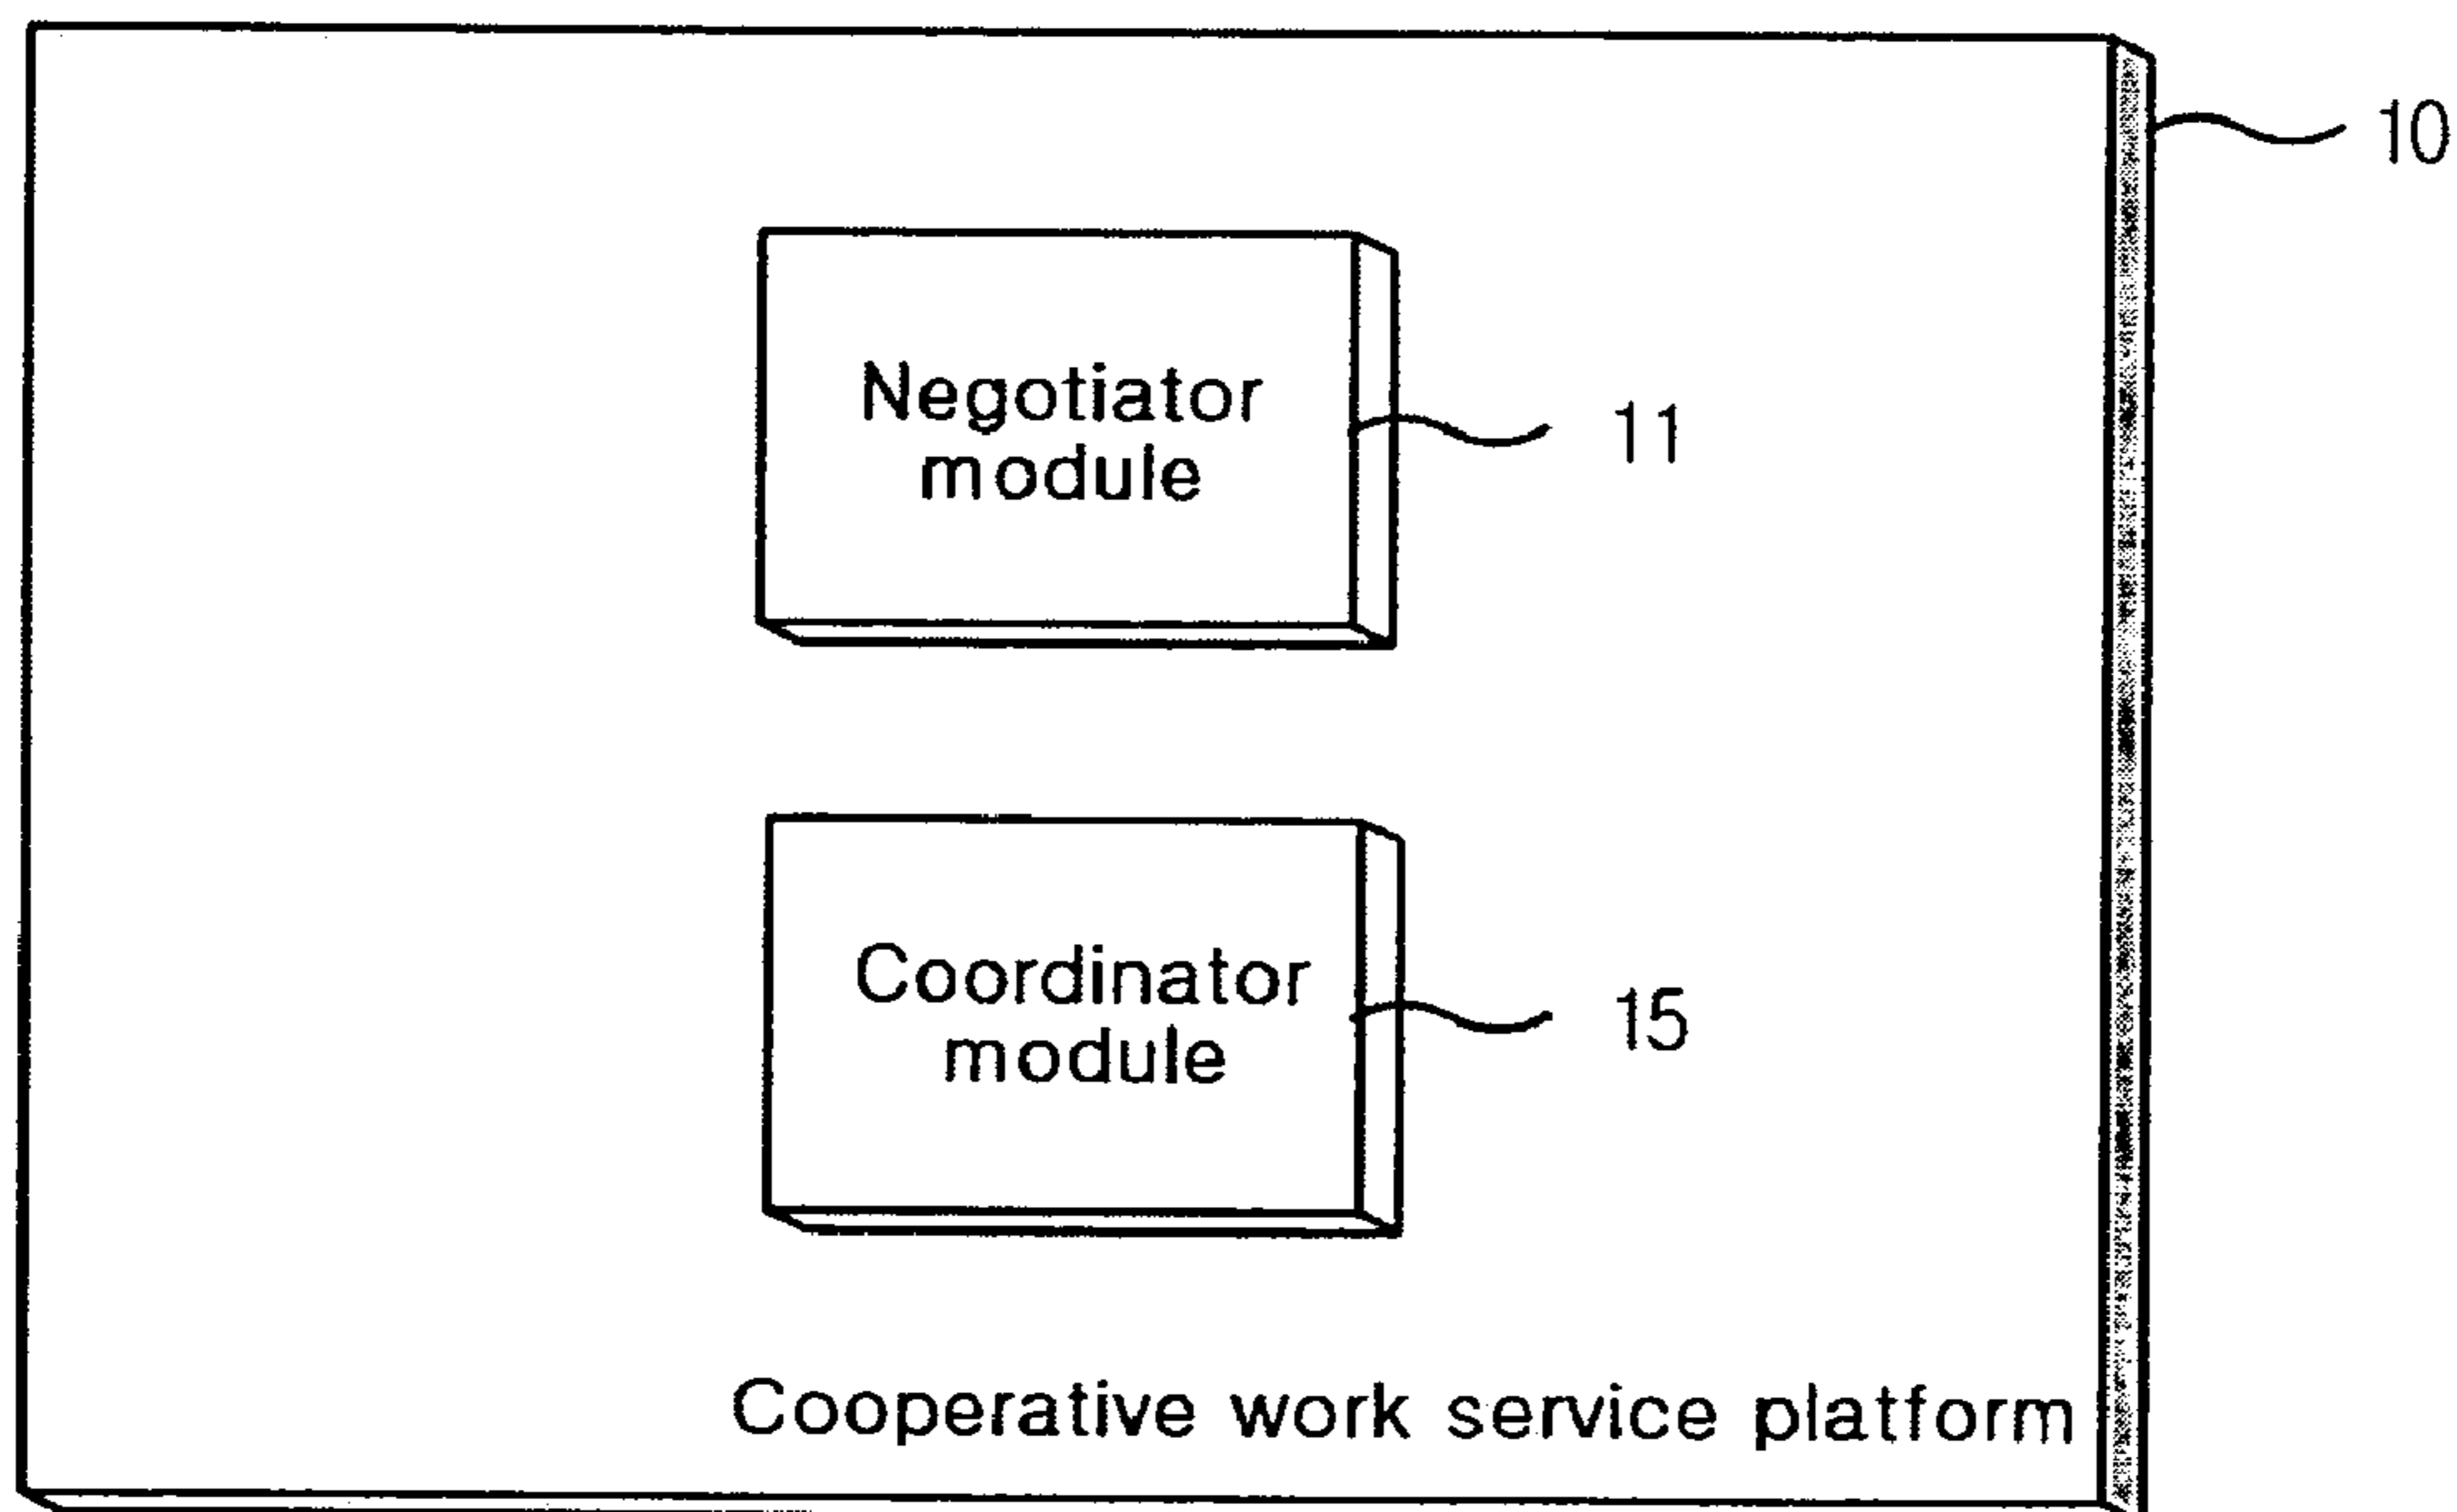 10
Negotiator
module
11
Coordinator
module
15
Cooperative work service platform